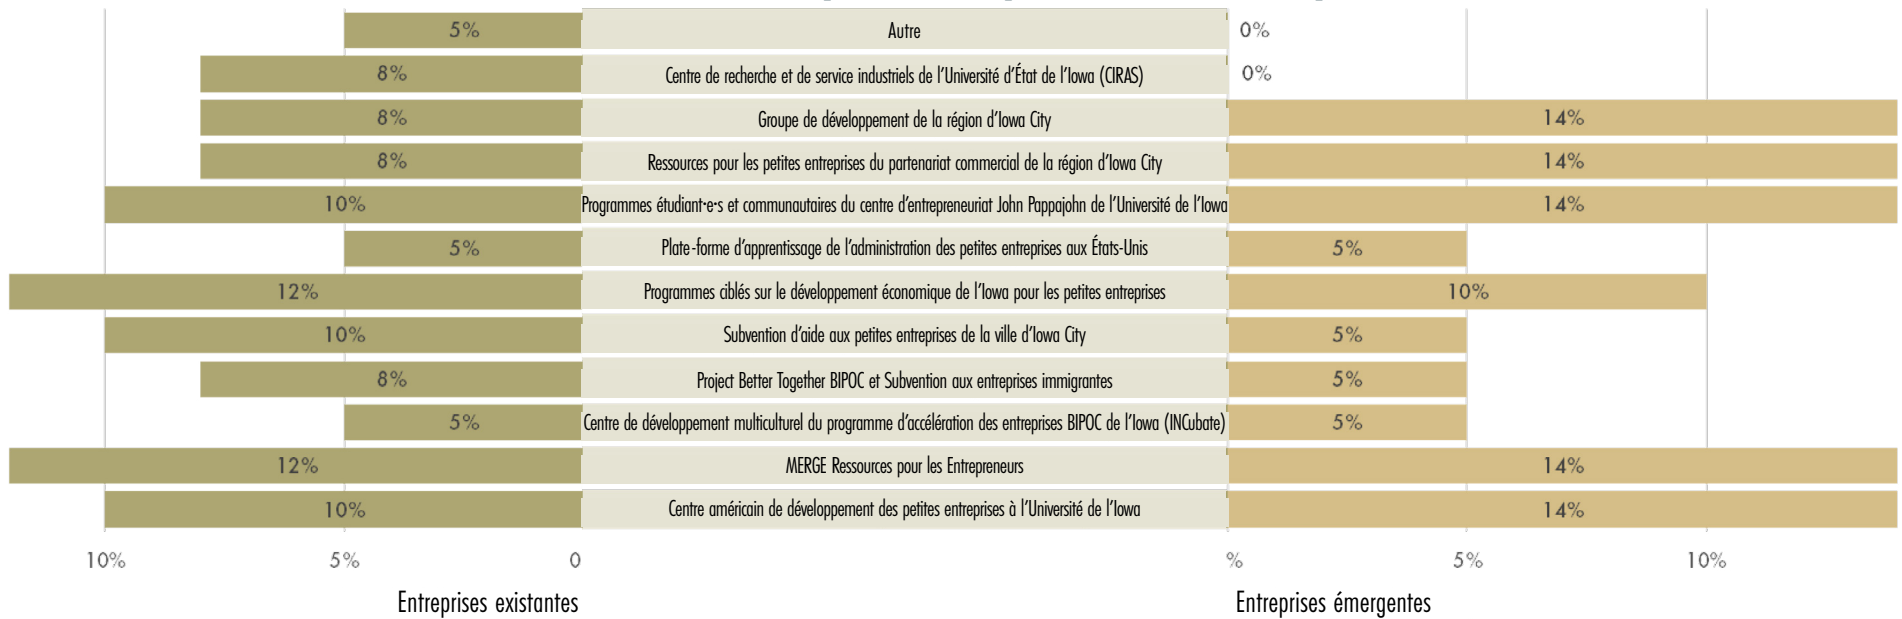 5% Autre 0%
8% Centre de recherche et de service industriels de l'Université d'État de l'Iowa (CIRAS) 0%
8% Groupe de développement de la région d'Iowa City 14%
8% Ressources pour les petites entreprises du partenariat commercial de la région d'Iowa City 14%
10% Programmes étudiant·e·s et communautaires du centre d'entrepreneuriat John Pappajohn de l'Université de l'Iowa 14%
5% Plate-forme d'apprentissage de l'administration des petites entreprises aux États-Unis 5%
12% Programmes ciblés sur le développement économique de l'Iowa pour les petites entreprises 10%
10% Subvention d'aide aux petites entreprises de la ville d'Iowa City 5%
8% Project Better Together BIPOC et Subvention aux entreprises immigrantes 5%
5% Centre de développement multiculturel du programme d'accélération des entreprises BIPOC de l'Iowa (INCubate) 5%
12% MERGE Ressources pour les Entrepreneurs 14%
10% Centre américain de développement des petites entreprises à l'Université de l'Iowa 14%
10% 5% 0 % 5% 10%
Entreprises existantes Entreprises émergentes